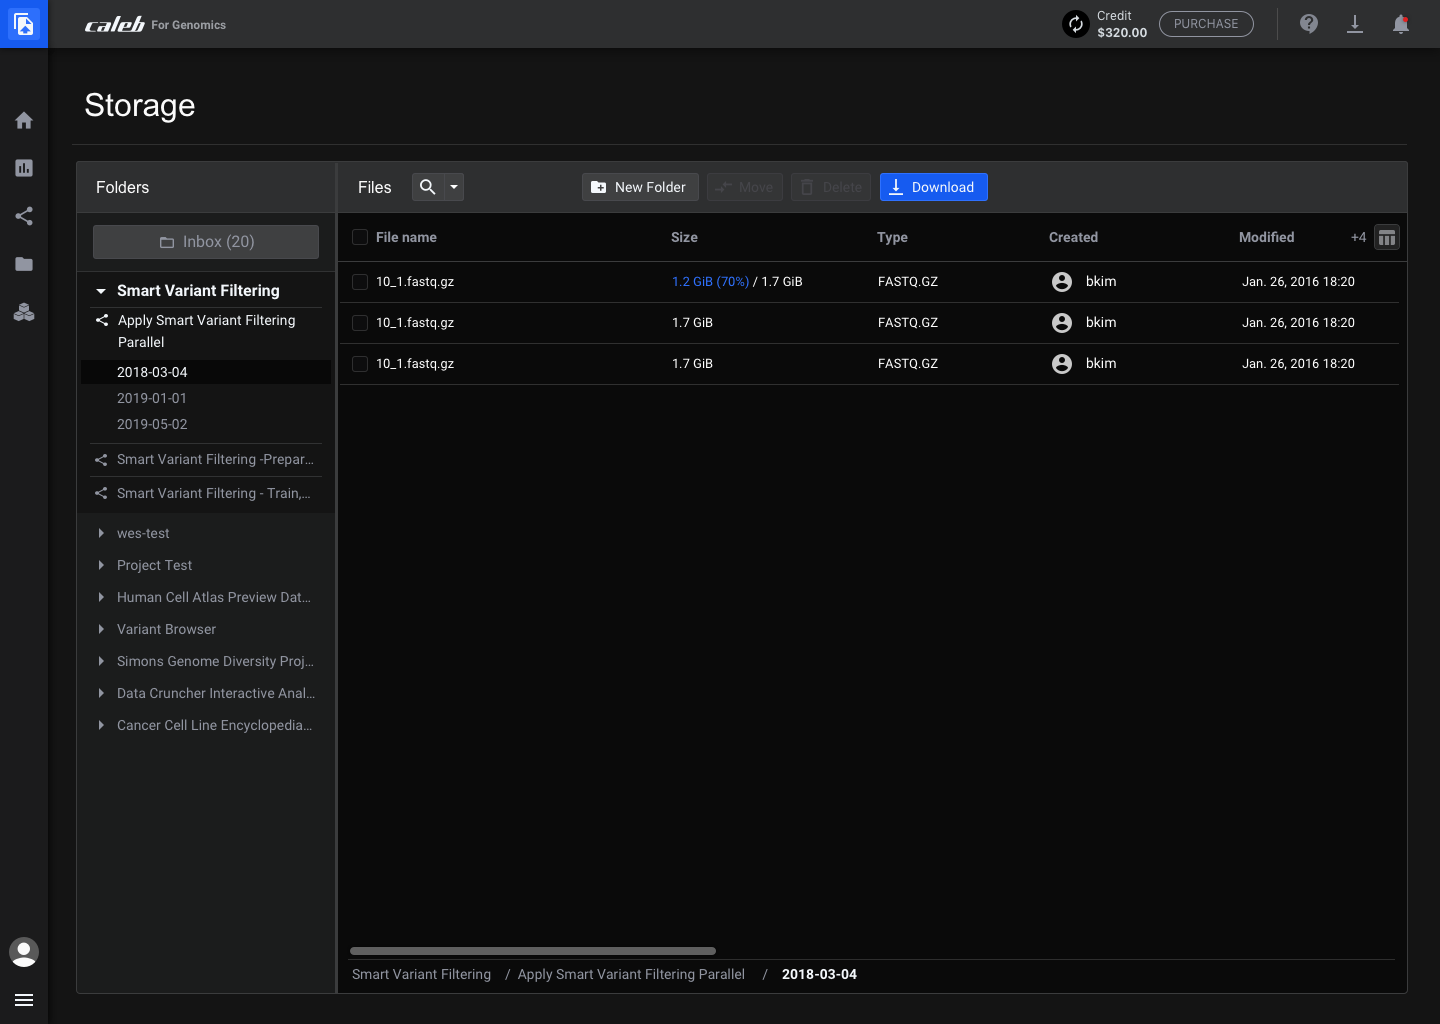 caleb For Genomics
Credit
$320.00
PURCHASE
Storage
Folders
Files
New Folder
Move
Delete
Download
Inbox (20)
Smart Variant Filtering
Apply Smart Variant Filtering
Parallel
2018-03-04
2019-01-01
2019-05-02
Smart Variant Filtering -Prepar...
Smart Variant Filtering - Train,...
wes-test
Project Test
Human Cell Atlas Preview Dat...
Variant Browser
Simons Genome Diversity Proj...
Data Cruncher Interactive Anal...
Cancer Cell Line Encyclopedia...
File name Size Type Created Modified +4
10_1.fastq.gz 1.2 GiB (70%) / 1.7 GiB FASTQ.GZ bkim Jan. 26, 2016 18:20
10_1.fastq.gz 1.7 GiB FASTQ.GZ bkim Jan. 26, 2016 18:20
10_1.fastq.gz 1.7 GiB FASTQ.GZ bkim Jan. 26, 2016 18:20
Smart Variant Filtering / Apply Smart Variant Filtering Parallel / 2018-03-04